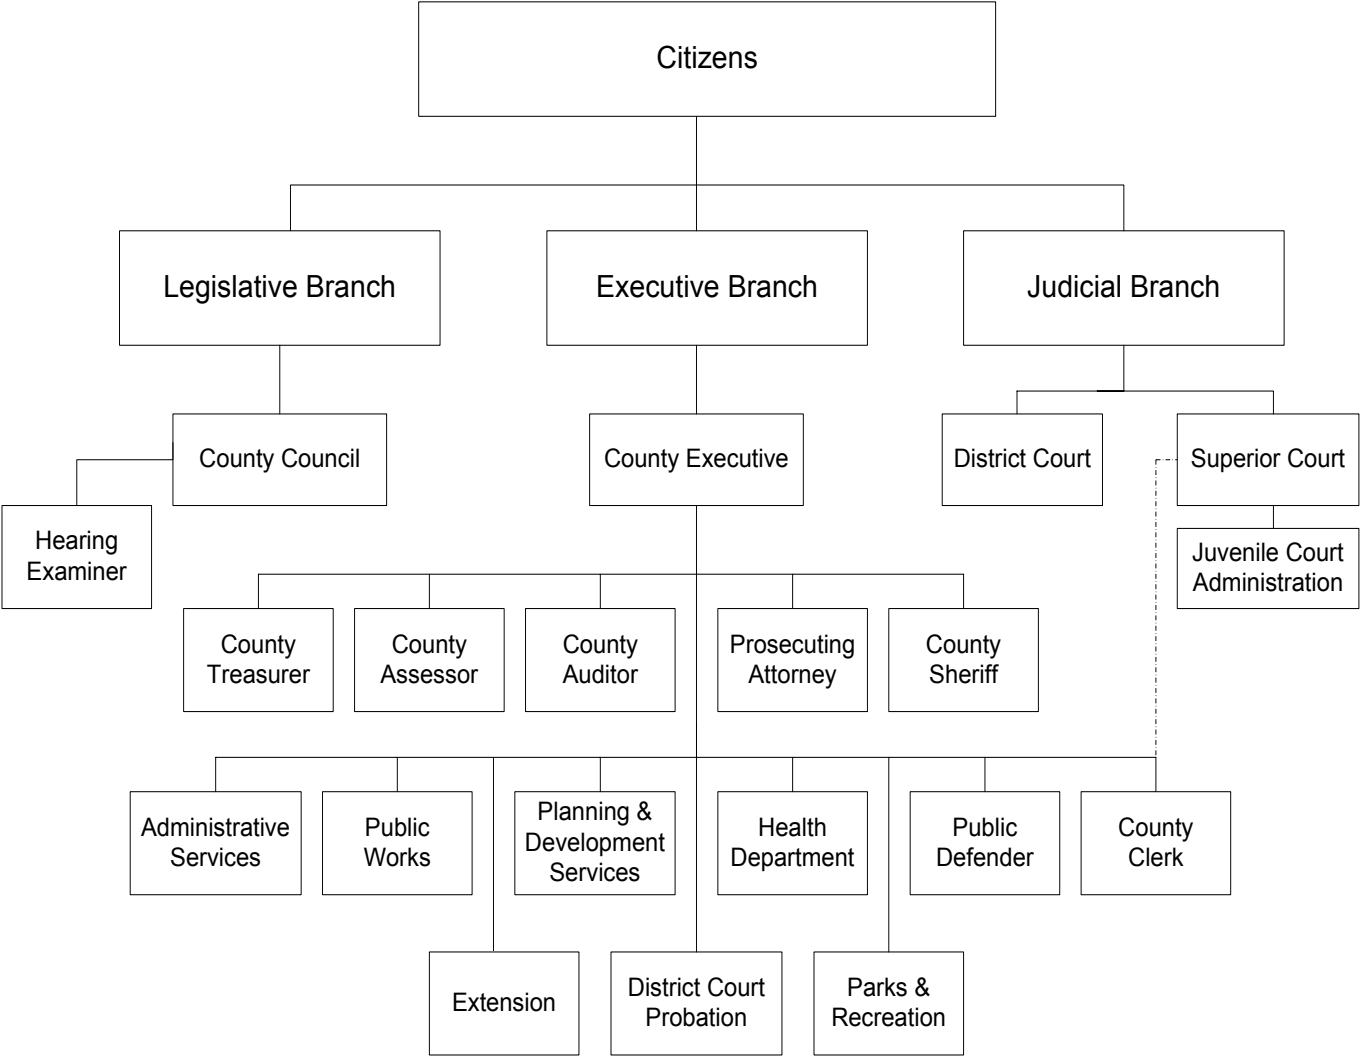 Citizens
Legislative Branch
Executive Branch
Judicial Branch
County Council
County Executive
District Court
Superior Court
Hearing
Examiner
Juvenile Court
Administration
County
Treasurer
County
Assessor
County
Auditor
Prosecuting
Attorney
County
Sheriff
Administrative
Services
Public
Works
Planning &
Development
Services
Health
Department
Public
Defender
County
Clerk
Extension
District Court
Probation
Parks &
Recreation